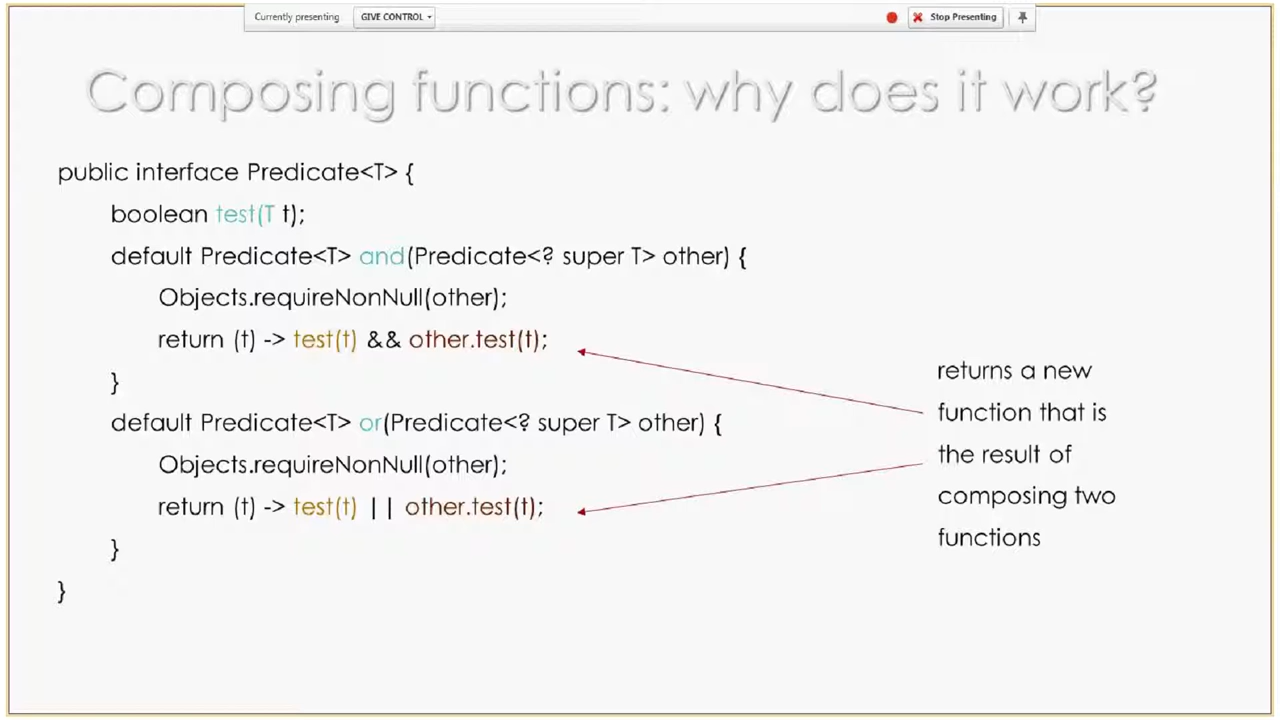 Currently presenting GIVE CONTROL Stop Presenting
Composing functions: why does it work?
public interface Predicate<T> {
boolean test(T t);
default Predicate<T> and(Predicate<? super T> other) {
Objects.requireNonNull(other);
return (t) -> test(t) && other.test(t);
}
default Predicate<T> or(Predicate<? super T> other) {
Objects.requireNonNull(other);
return (t) -> test(t) || other.test(t);
}
}
returns a new
function that is
the result of
composing two
functions